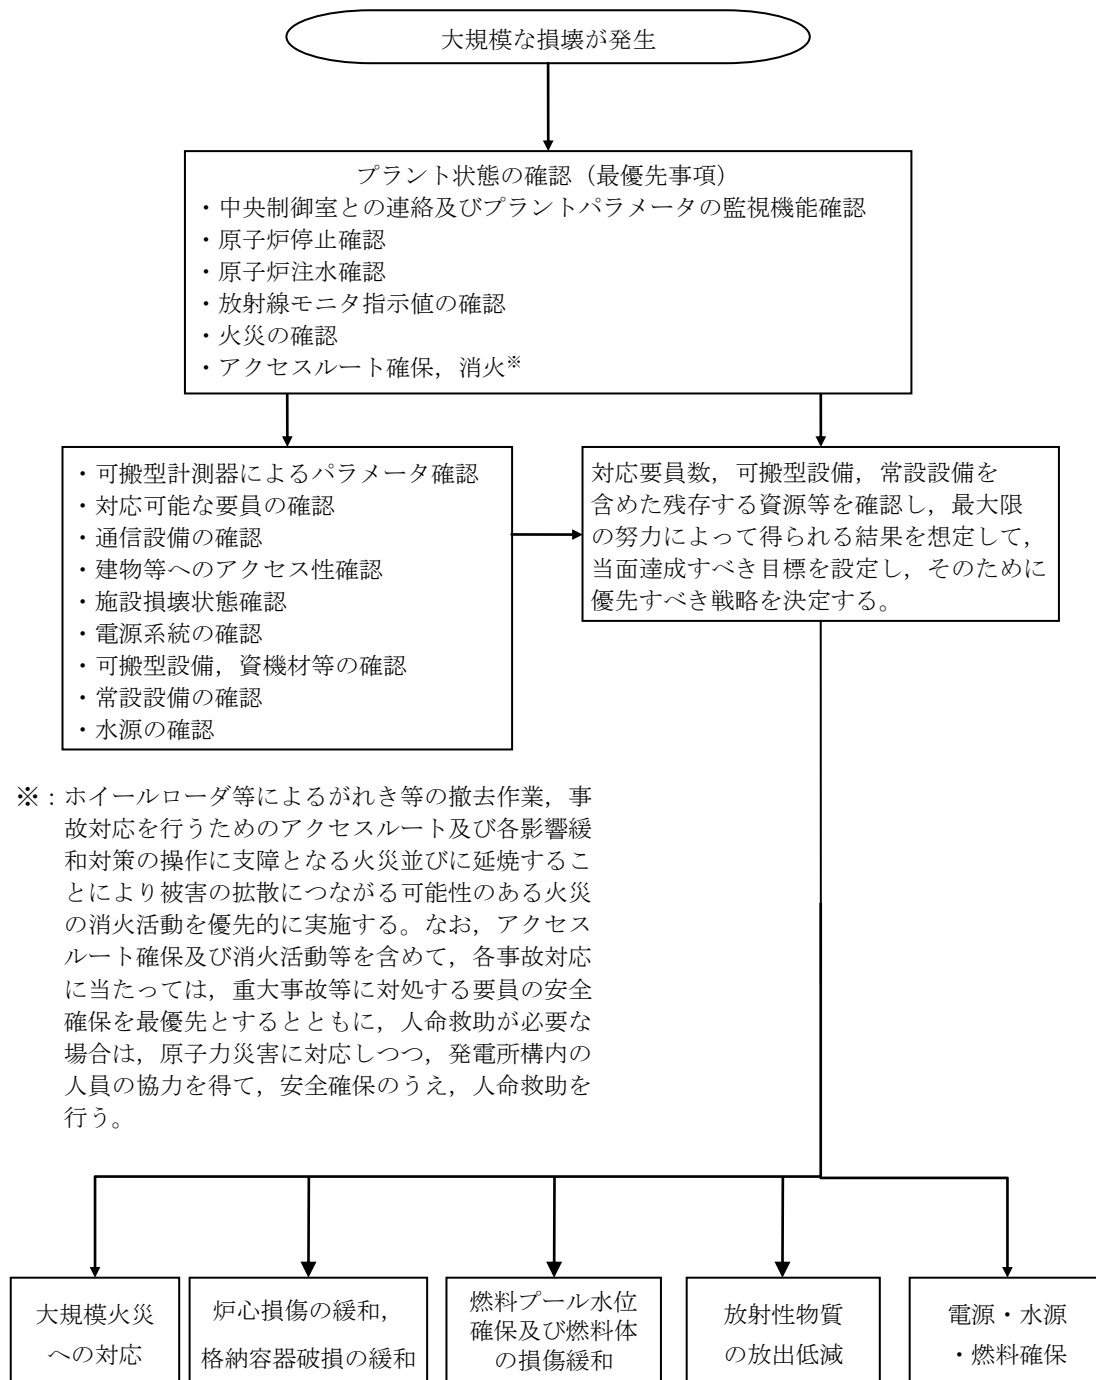 大規模な損壊が発生
プラント状態の確認（最優先事項）
・中央制御室との連絡及びプラントパラメータの監視機能確認
・原子炉停止確認
・原子炉注水確認
・放射線モニタ指示値の確認
・火災の確認
・アクセスルート確保，消火※
・可搬型計測器によるパラメータ確認
・対応可能な要員の確認
・通信設備の確認
・建物等へのアクセス性確認
・施設損壊状態確認
・電源系統の確認
・可搬型設備，資機材等の確認
・常設設備の確認
・水源の確認
対応要員数，可搬型設備，常設設備を
含めた残存する資源等を確認し，最大限
の努力によって得られる結果を想定して，
当面達成すべき目標を設定し，そのために
優先すべき戦略を決定する。
※：ホイールローダ等によるがれき等の撤去作業，事
故対応を行うためのアクセスルート及び各影響緩
和対策の操作に支障となる火災並びに延焼するこ
とにより被害の拡散につながる可能性のある火災
の消火活動を優先的に実施する。なお，アクセス
ルート確保及び消火活動等を含めて，各事故対応
に当たっては，重大事故等に対処する要員の安全
確保を最優先とするとともに，人命救助が必要な
場合は，原子力災害に対応しつつ，発電所構内の
人員の協力を得て，安全確保のうえ，人命救助を
行う。
大規模火災
への対応
炉心損傷の緩和，
格納容器破損の緩和
燃料プール水位
確保及び燃料体
の損傷緩和
放射性物質
の放出低減
電源・水源
・燃料確保